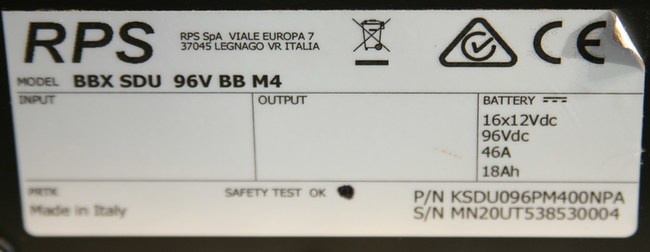 RPS
RPS SpA VIALE EUROPA 7
37045 LEGNAGO VR ITALIA
CE
MODEL BBX SDU 96V BB M4
INPUT
OUTPUT
BATTERY
16x12Vdc
96Vdc
46A
18Ah
PRTK
SAFETY TEST OK
P/N KSDU096PM400NPA
Made in Italy
S/N MN20UT538530004